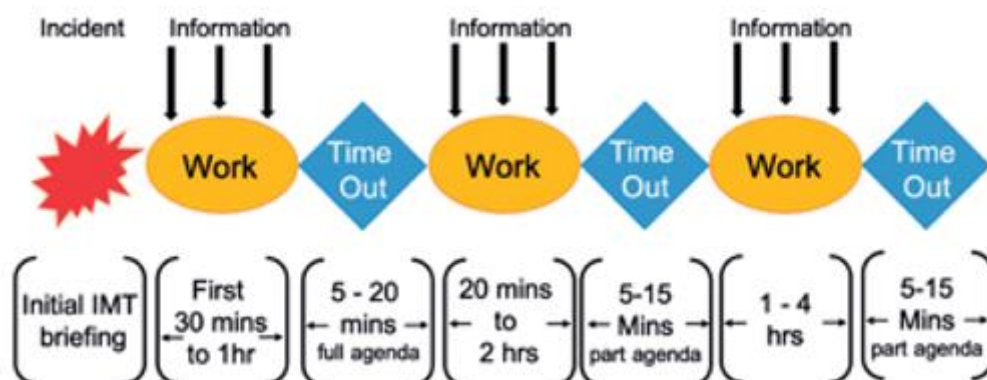 Incident
Information
Information
Information
Work
Time
Out
Work
Time
Out
Work
Time
Out
Initial IMT
briefing
First
30 mins
to 1hr
5 - 20
mins
full agenda
20 mins
to
2 hrs
5-15
Mins
part agenda
1 - 4
hrs
5-15
Mins
part agenda